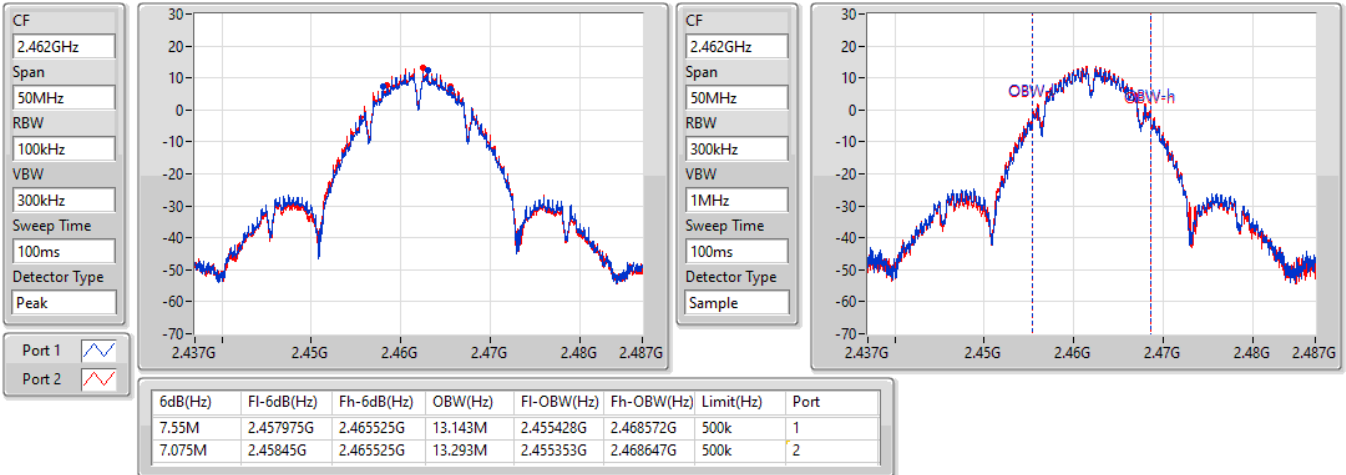 CF
2.462GHz
Span
50MHz
RBW
100kHz
VBW
300kHz
Sweep Time
100ms
Detector Type
Peak
Port 1
Port 2
30
20
10
0
-10
-20
-30
-40
-50
-60
-70
2.437G 2.45G 2.46G 2.47G 2.48G 2.487G
CF
2.462GHz
Span
50MHz
RBW
300kHz
VBW
1MHz
Sweep Time
100ms
Detector Type
Sample
30
20
10
0
-10
-20
-30
-40
-50
-60
-70
OBW-l OBW-h
2.437G 2.45G 2.46G 2.47G 2.48G 2.487G
6dB(Hz) Fl-6dB(Hz) Fh-6dB(Hz) OBW(Hz) Fl-OBW(Hz) Fh-OBW(Hz) Limit(Hz) Port
7.55M 2.457975G 2.465525G 13.143M 2.455428G 2.468572G 500k 1
7.075M 2.45845G 2.465525G 13.293M 2.455353G 2.468647G 500k 2